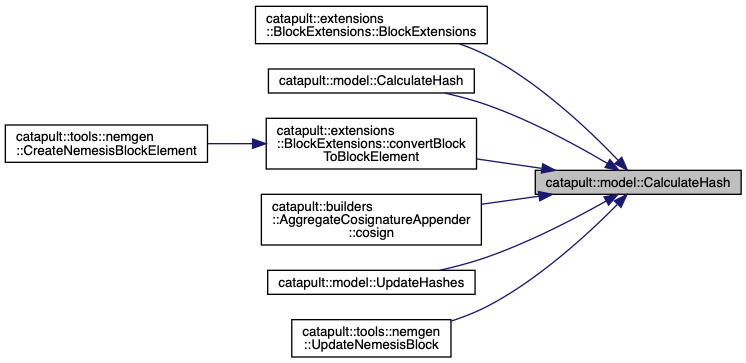 catapult::extensions
::BlockExtensions::BlockExtensions
catapult::model::CalculateHash
catapult::tools::nemgen
::CreateNemesisBlockElement
catapult::extensions
::BlockExtensions::convertBlock
ToBlockElement
catapult::model::CalculateHash
catapult::builders
::AggregateCosignatureAppender
::cosign
catapult::model::UpdateHashes
catapult::tools::nemgen
::UpdateNemesisBlock